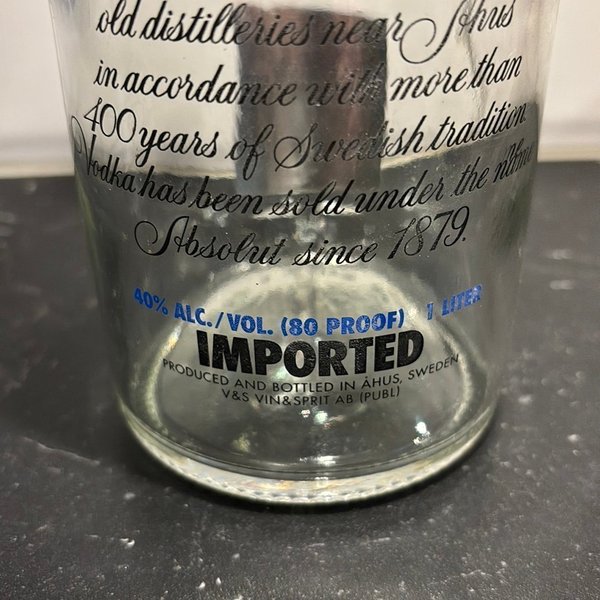 old distilleries near Åhus
in accordance with more than
400 years of Swedish tradition.
Vodka has been sold under the name
Absolut since 1879.
40% ALC./VOL. (80 PROOF) 1 LITER
IMPORTED
PRODUCED AND BOTTLED IN ÅHUS, SWEDEN
V&S VIN&SPRIT AB (PUBL)